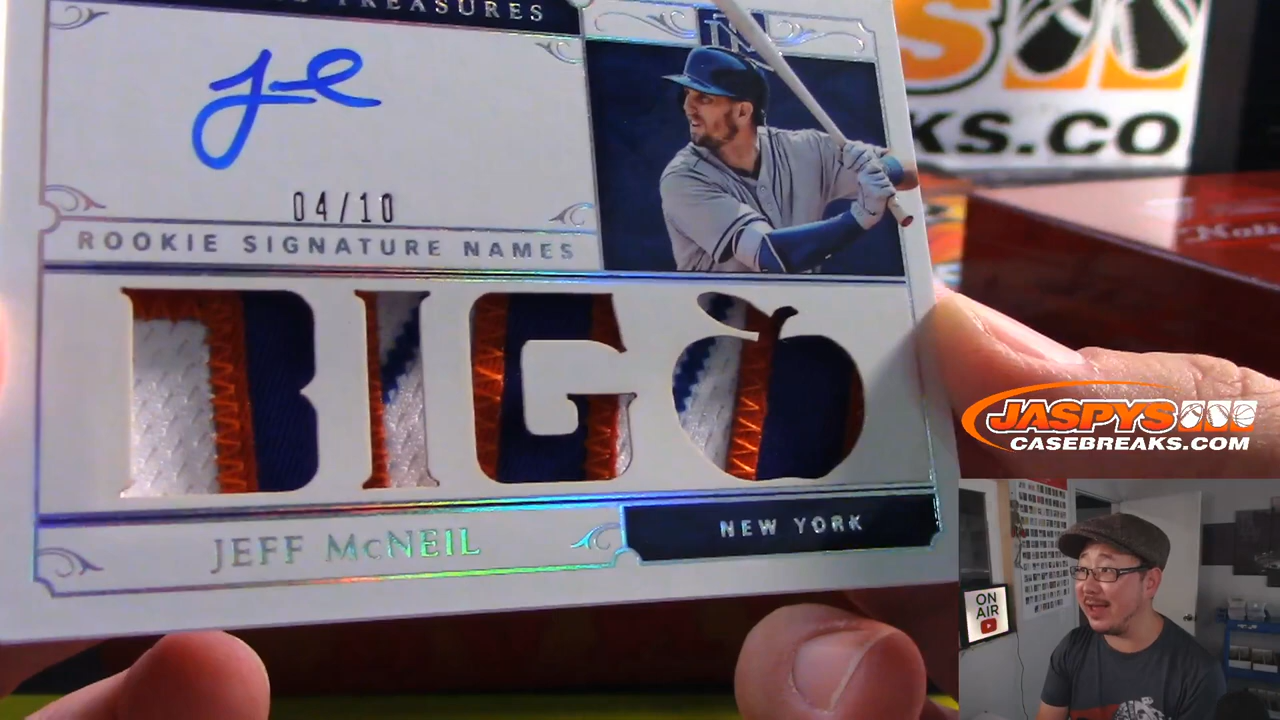 TREASURES
04/10
ROOKIE SIGNATURE NAMES
BIG
JEFF McNEIL
NEW YORK
KS.CO
JASPYS
CASEBREAKS.COM
ON
AIR